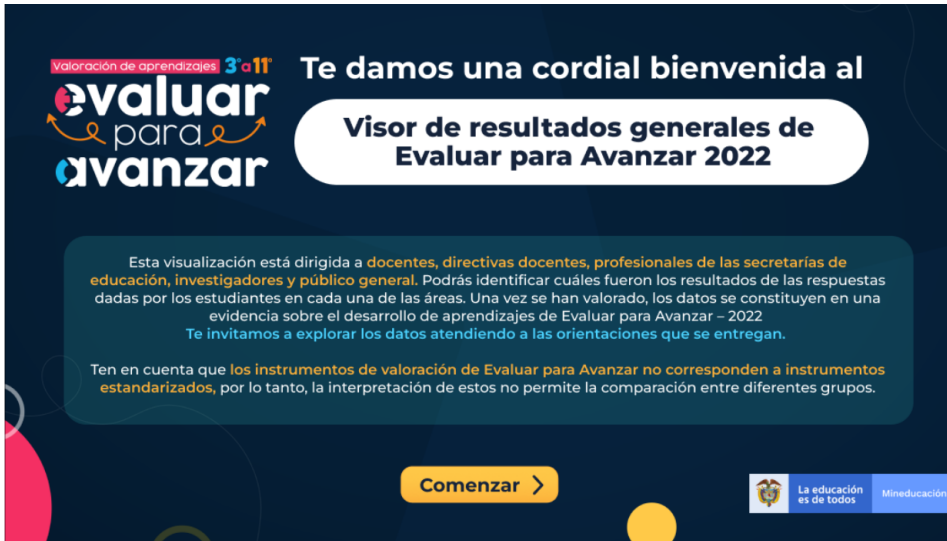 Valoración de aprendizajes 3°a11°
evaluar
para
avanzar
Te damos una cordial bienvenida al
Visor de resultados generales de
Evaluar para Avanzar 2022
Esta visualización está dirigida a docentes, directivas docentes, profesionales de las secretarías de
educación, investigadores y público general. Podrás identificar cuáles fueron los resultados de las respuestas
dadas por los estudiantes en cada una de las áreas. Una vez se han valorado, los datos se constituyen en una
evidencia sobre el desarrollo de aprendizajes de Evaluar para Avanzar – 2022
Te invitamos a explorar los datos atendiendo a las orientaciones que se entregan.
Ten en cuenta que los instrumentos de valoración de Evaluar para Avanzar no corresponden a instrumentos
estandarizados, por lo tanto, la interpretación de estos no permite la comparación entre diferentes grupos.
Comenzar
La educación
es de todos
Mineducación